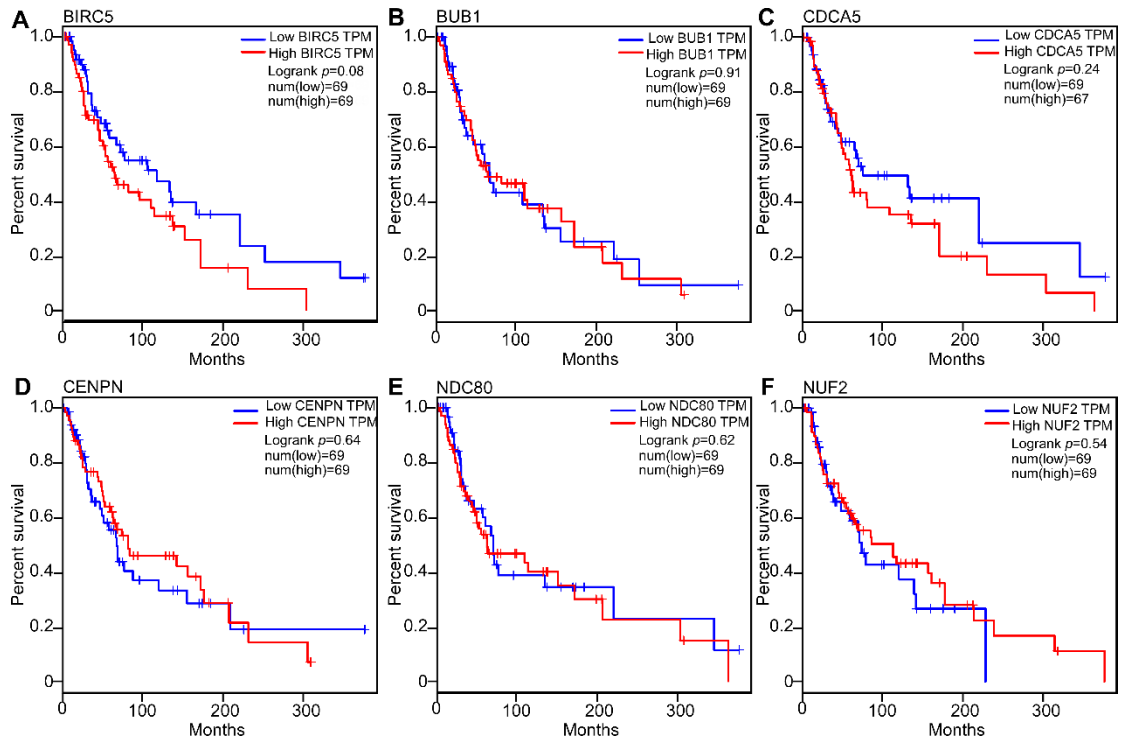 A
BIRC5
Low BIRC5 TPM
High BIRC5 TPM
Logrank p=0.08
num(low)=69
num(high)=69
Percent survival
1.0
0.8
0.6
0.4
0.2
0
0 100 200 300
Months
B
BUB1
Low BUB1 TPM
High BUB1 TPM
Logrank p=0.91
num(low)=69
num(high)=69
Percent survival
1.0
0.8
0.6
0.4
0.2
0
0 100 200 300
Months
C
CDCA5
Low CDCA5 TPM
High CDCA5 TPM
Logrank p=0.24
num(low)=69
num(high)=67
Percent survival
1.0
0.8
0.6
0.4
0.2
0
0 100 200 300
Months
D
CENPN
Low CENPN TPM
High CENPN TPM
Logrank p=0.64
num(low)=69
num(high)=69
Percent survival
1.0
0.8
0.6
0.4
0.2
0
0 100 200 300
Months
E
NDC80
Low NDC80 TPM
High NDC80 TPM
Logrank p=0.62
num(low)=69
num(high)=69
Percent survival
1.0
0.8
0.6
0.4
0.2
0
0 100 200 300
Months
F
NUF2
Low NUF2 TPM
High NUF2 TPM
Logrank p=0.54
num(low)=69
num(high)=69
Percent survival
1.0
0.8
0.6
0.4
0.2
0
0 100 200 300
Months